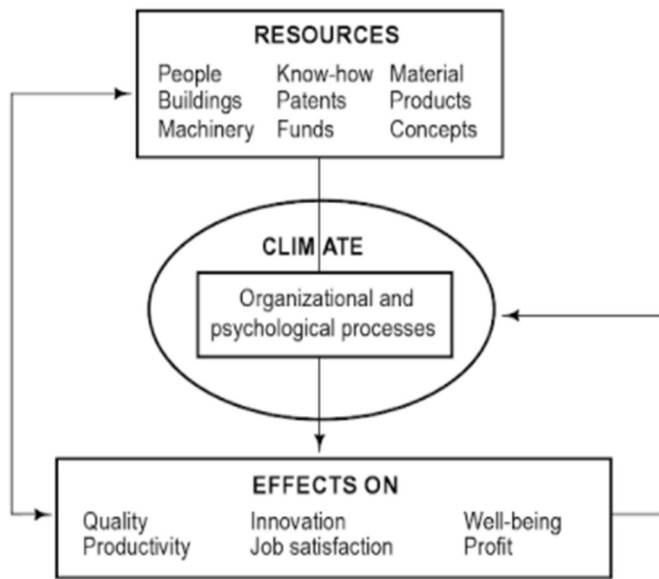 RESOURCES
People Know-how Material
Buildings Patents Products
Machinery Funds Concepts
CLIMATE
Organizational and
psychological processes
EFFECTS ON
Quality Innovation Well-being
Productivity Job satisfaction Profit